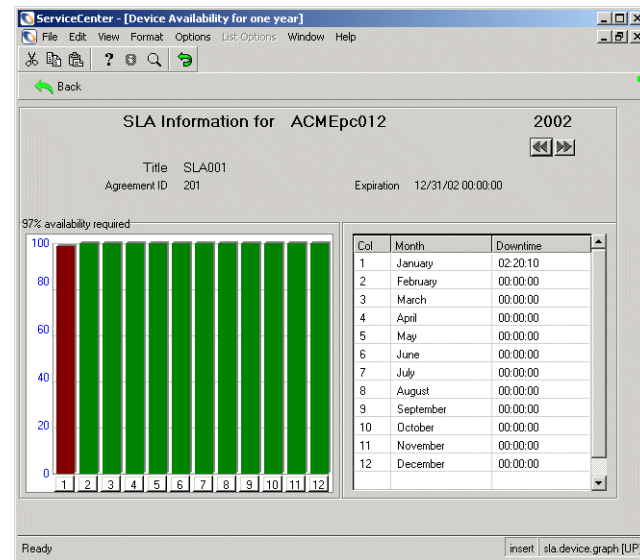 ServiceCenter - [Device Availability for one year]
File Edit View Format Options List Options Window Help
Back
SLA Information for ACMEpc012 2002
Title SLA001
Agreement ID 201 Expiration 12/31/02 00:00:00
97% availability required
100
80
60
40
20
0
1 2 3 4 5 6 7 8 9 10 11 12
Col Month Downtime
1 January 02:20:10
2 February 00:00:00
3 March 00:00:00
4 April 00:00:00
5 May 00:00:00
6 June 00:00:00
7 July 00:00:00
8 August 00:00:00
9 September 00:00:00
10 October 00:00:00
11 November 00:00:00
12 December 00:00:00
Ready insert sla.device.graph [UP